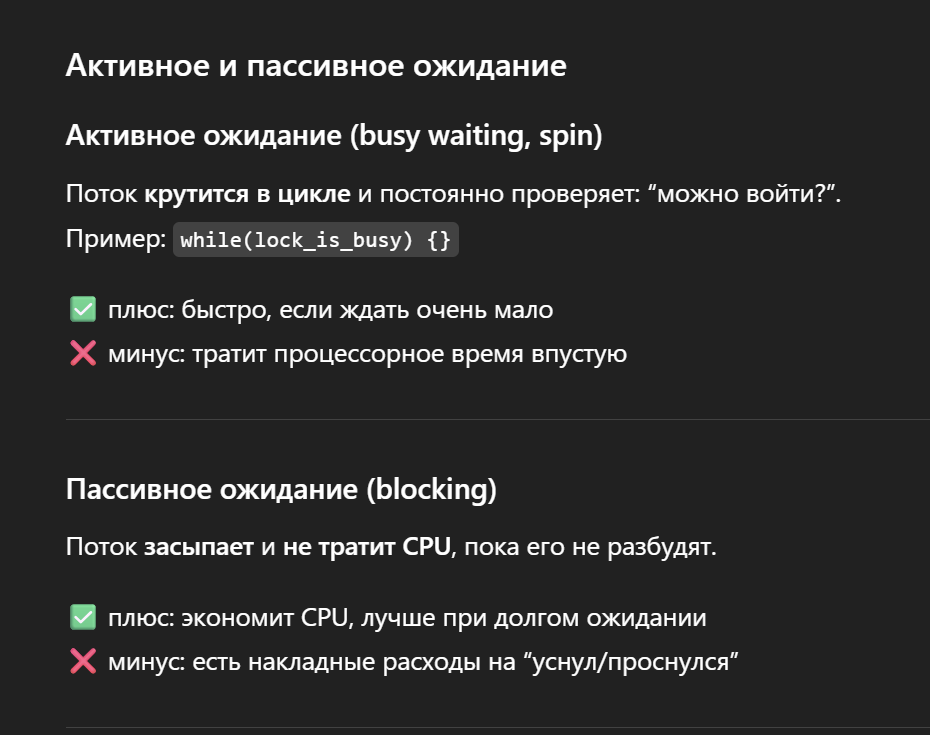 Активное и пассивное ожидание
Активное ожидание (busy waiting, spin)
Поток крутится в цикле и постоянно проверяет: “можно войти?”.
Пример: while(lock_is_busy) {}
✅ плюс: быстро, если ждать очень мало
❌ минус: тратит процессорное время впустую
Пассивное ожидание (blocking)
Поток засыпает и не тратит CPU, пока его не разбудят.
✅ плюс: экономит CPU, лучше при долгом ожидании
❌ минус: есть накладные расходы на “уснул/проснулся”